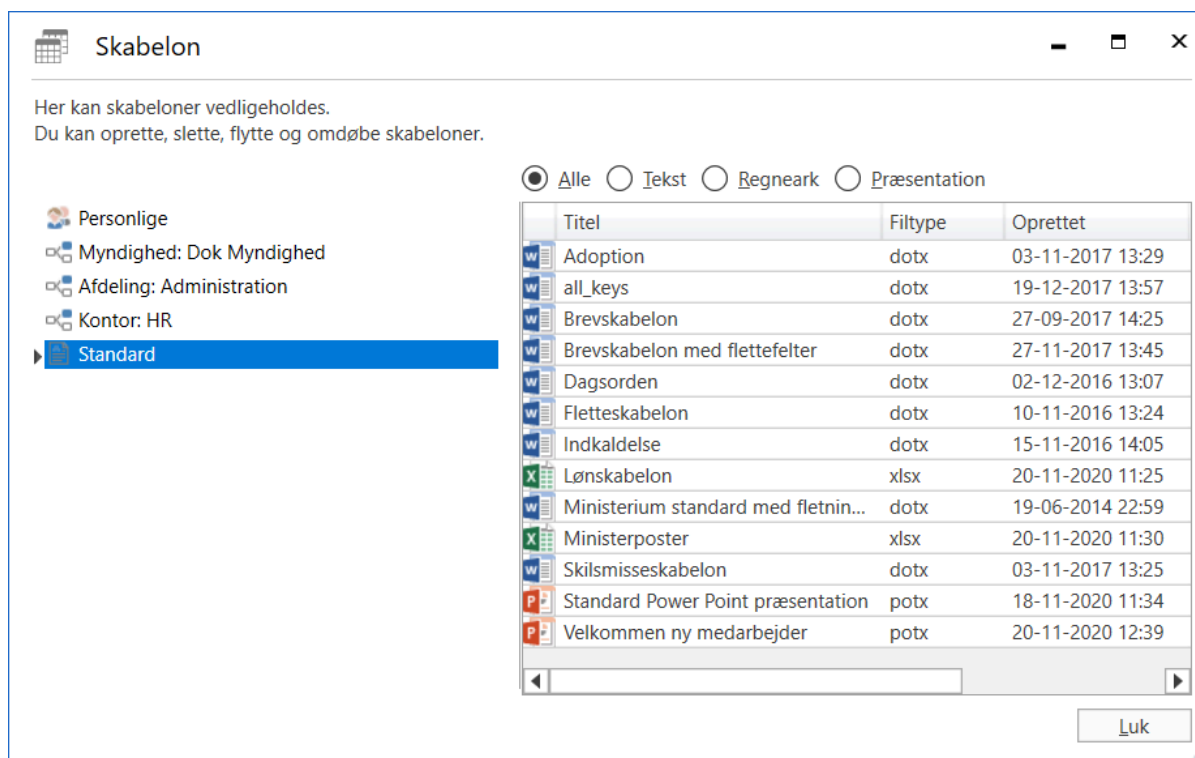 Skabelon
Her kan skabeloner vedligeholdes.
Du kan oprette, slette, flytte og omdøbe skabeloner.
Alle Tekst Regneark Præsentation
Personlige
Myndighed: Dok Myndighed
Afdeling: Administration
Kontor: HR
Standard
Titel Filtype Oprettet
Adoption dotx 03-11-2017 13:29
all_keys dotx 19-12-2017 13:57
Brevskabelon dotx 27-09-2017 14:25
Brevskabelon med flettefelter dotx 27-11-2017 13:45
Dagsorden dotx 02-12-2016 13:07
Fletteskabelon dotx 10-11-2016 13:24
Indkaldelse dotx 15-11-2016 14:05
Lønskabelon xlsx 20-11-2020 11:25
Ministerium standard med fletnin... dotx 19-06-2014 22:59
Ministerposter xlsx 20-11-2020 11:30
Skilsmisseskabelon dotx 03-11-2017 13:25
Standard Power Point præsentation potx 18-11-2020 11:34
Velkommen ny medarbejder potx 20-11-2020 12:39
Luk